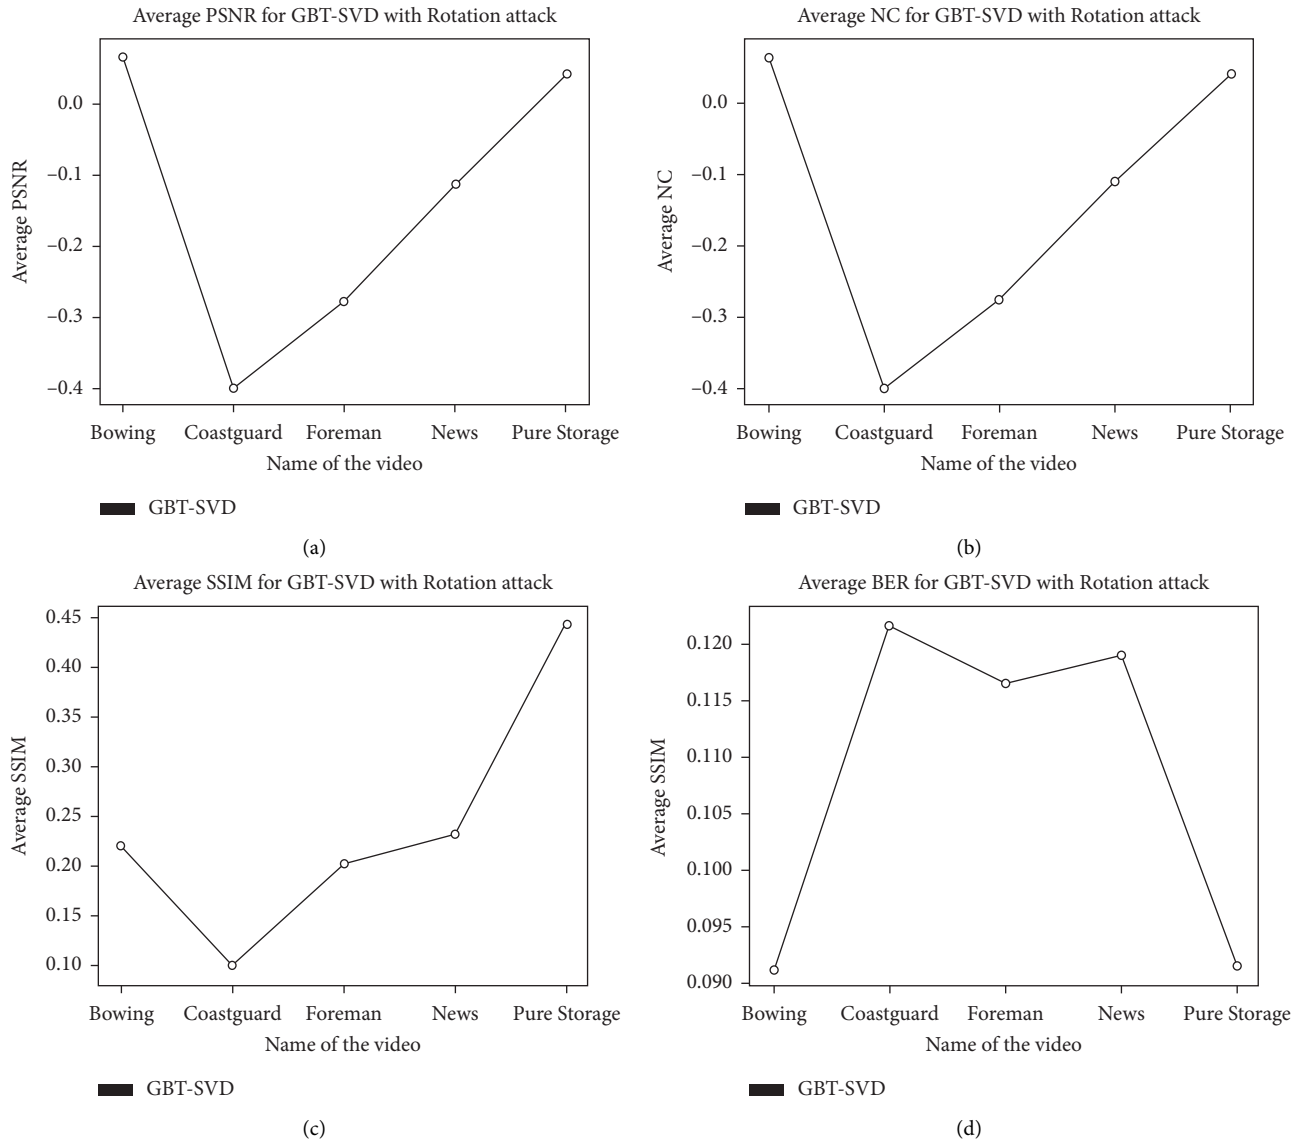 Average PSNR for GBT-SVD with Rotation attack
0.0
−0.1
−0.2
−0.3
−0.4
Average PSNR
Bowing Coastguard Foreman News Pure Storage
Name of the video
GBT-SVD
(a)
Average NC for GBT-SVD with Rotation attack
0.0
−0.1
−0.2
−0.3
−0.4
Average NC
Bowing Coastguard Foreman News Pure Storage
Name of the video
GBT-SVD
(b)
Average SSIM for GBT-SVD with Rotation attack
0.45
0.40
0.35
0.30
0.25
0.20
0.15
0.10
Average SSIM
Bowing Coastguard Foreman News Pure Storage
Name of the video
GBT-SVD
(c)
Average BER for GBT-SVD with Rotation attack
0.120
0.115
0.110
0.105
0.100
0.095
0.090
Average SSIM
Bowing Coastguard Foreman News Pure Storage
Name of the video
GBT-SVD
(d)